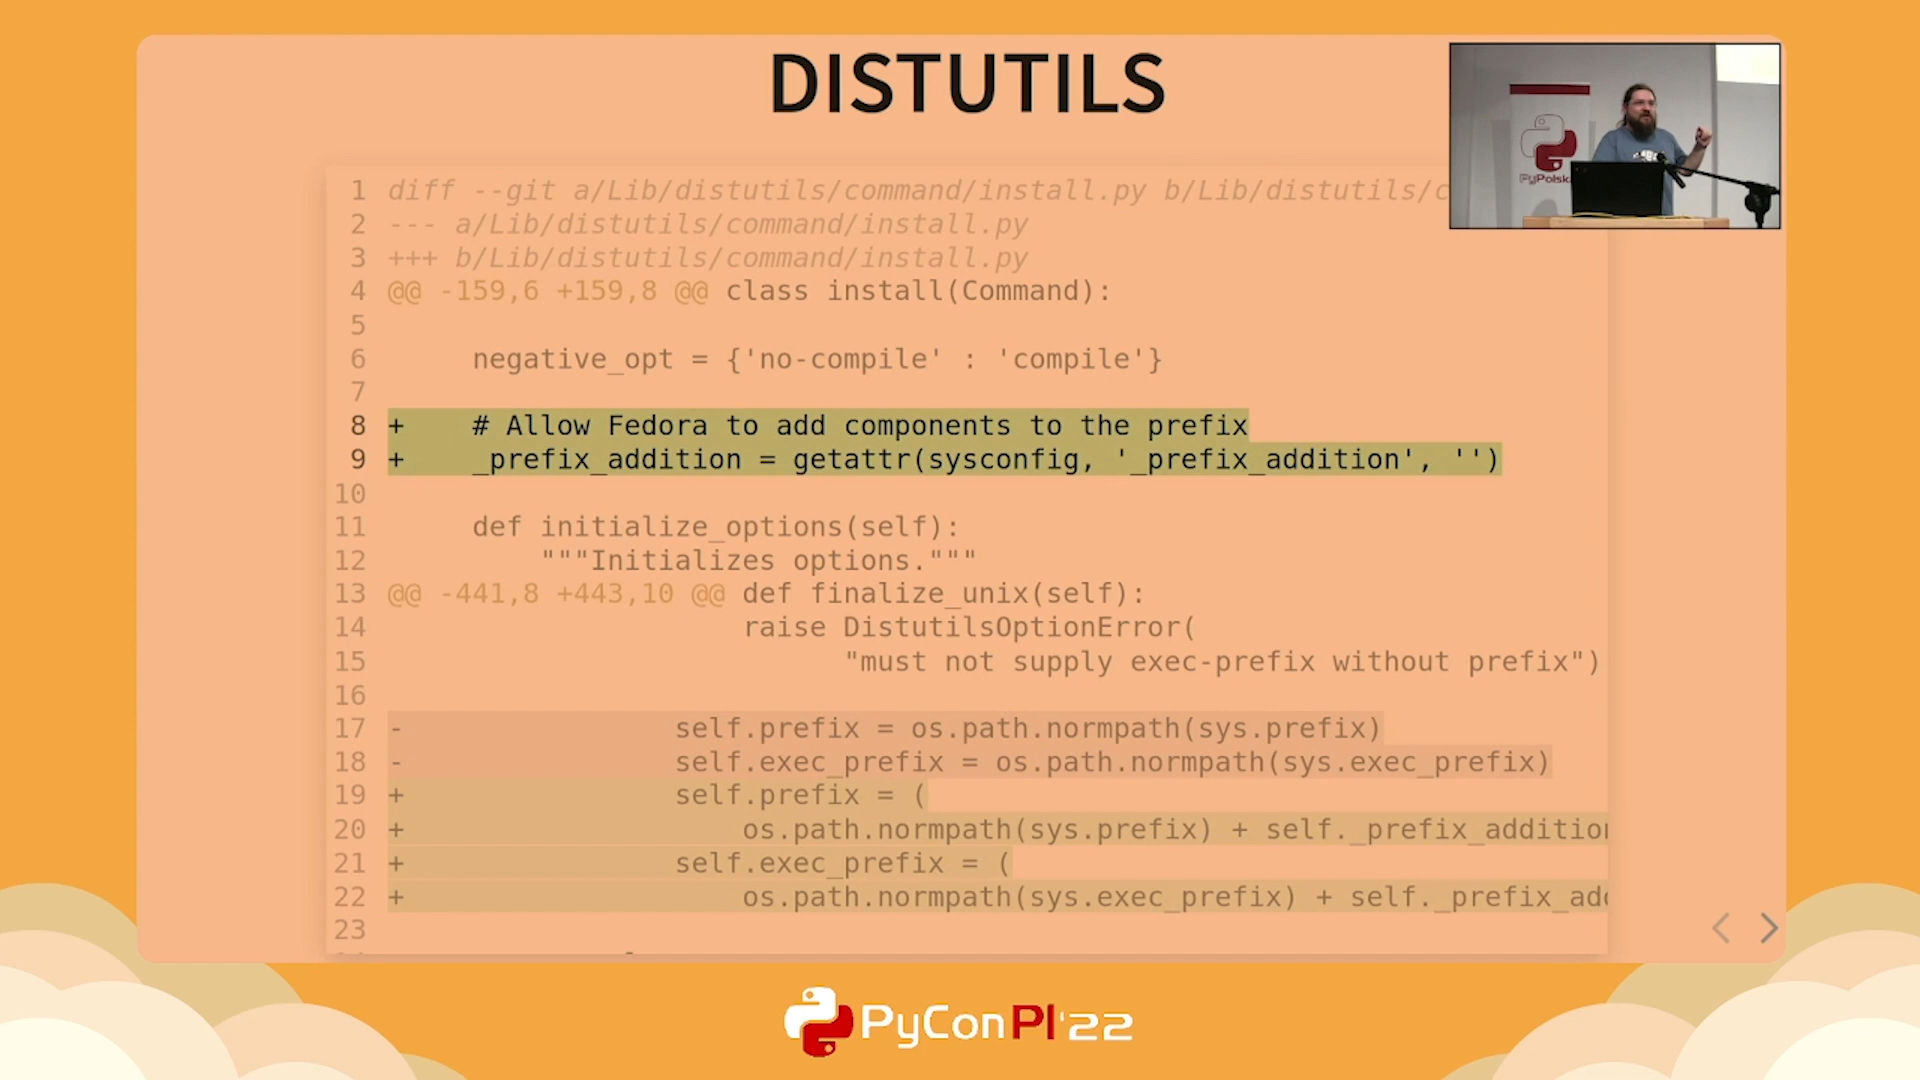 DISTUTILS
1 diff --git a/Lib/distutils/command/install.py b/Lib/distutils/c
2 --- a/Lib/distutils/command/install.py
3 +++ b/Lib/distutils/command/install.py
4 @@ -159,6 +159,8 @@ class install(Command):
5
6      negative_opt = {'no-compile' : 'compile'}
7
8 +    # Allow Fedora to add components to the prefix
9 +    _prefix_addition = getattr(sysconfig, '_prefix_addition', '')
10
11      def initialize_options(self):
12          """Initializes options."""
13 @@ -441,8 +443,10 @@ def finalize_unix(self):
14                      raise DistutilsOptionError(
15                            "must not supply exec-prefix without prefix")
16
17 -                self.prefix = os.path.normpath(sys.prefix)
18 -                self.exec_prefix = os.path.normpath(sys.exec_prefix)
19 +                self.prefix = (
20 +                    os.path.normpath(sys.prefix) + self._prefix_addition
21 +                self.exec_prefix = (
22 +                    os.path.normpath(sys.exec_prefix) + self._prefix_add
23
PyPolska
PyConPl'22